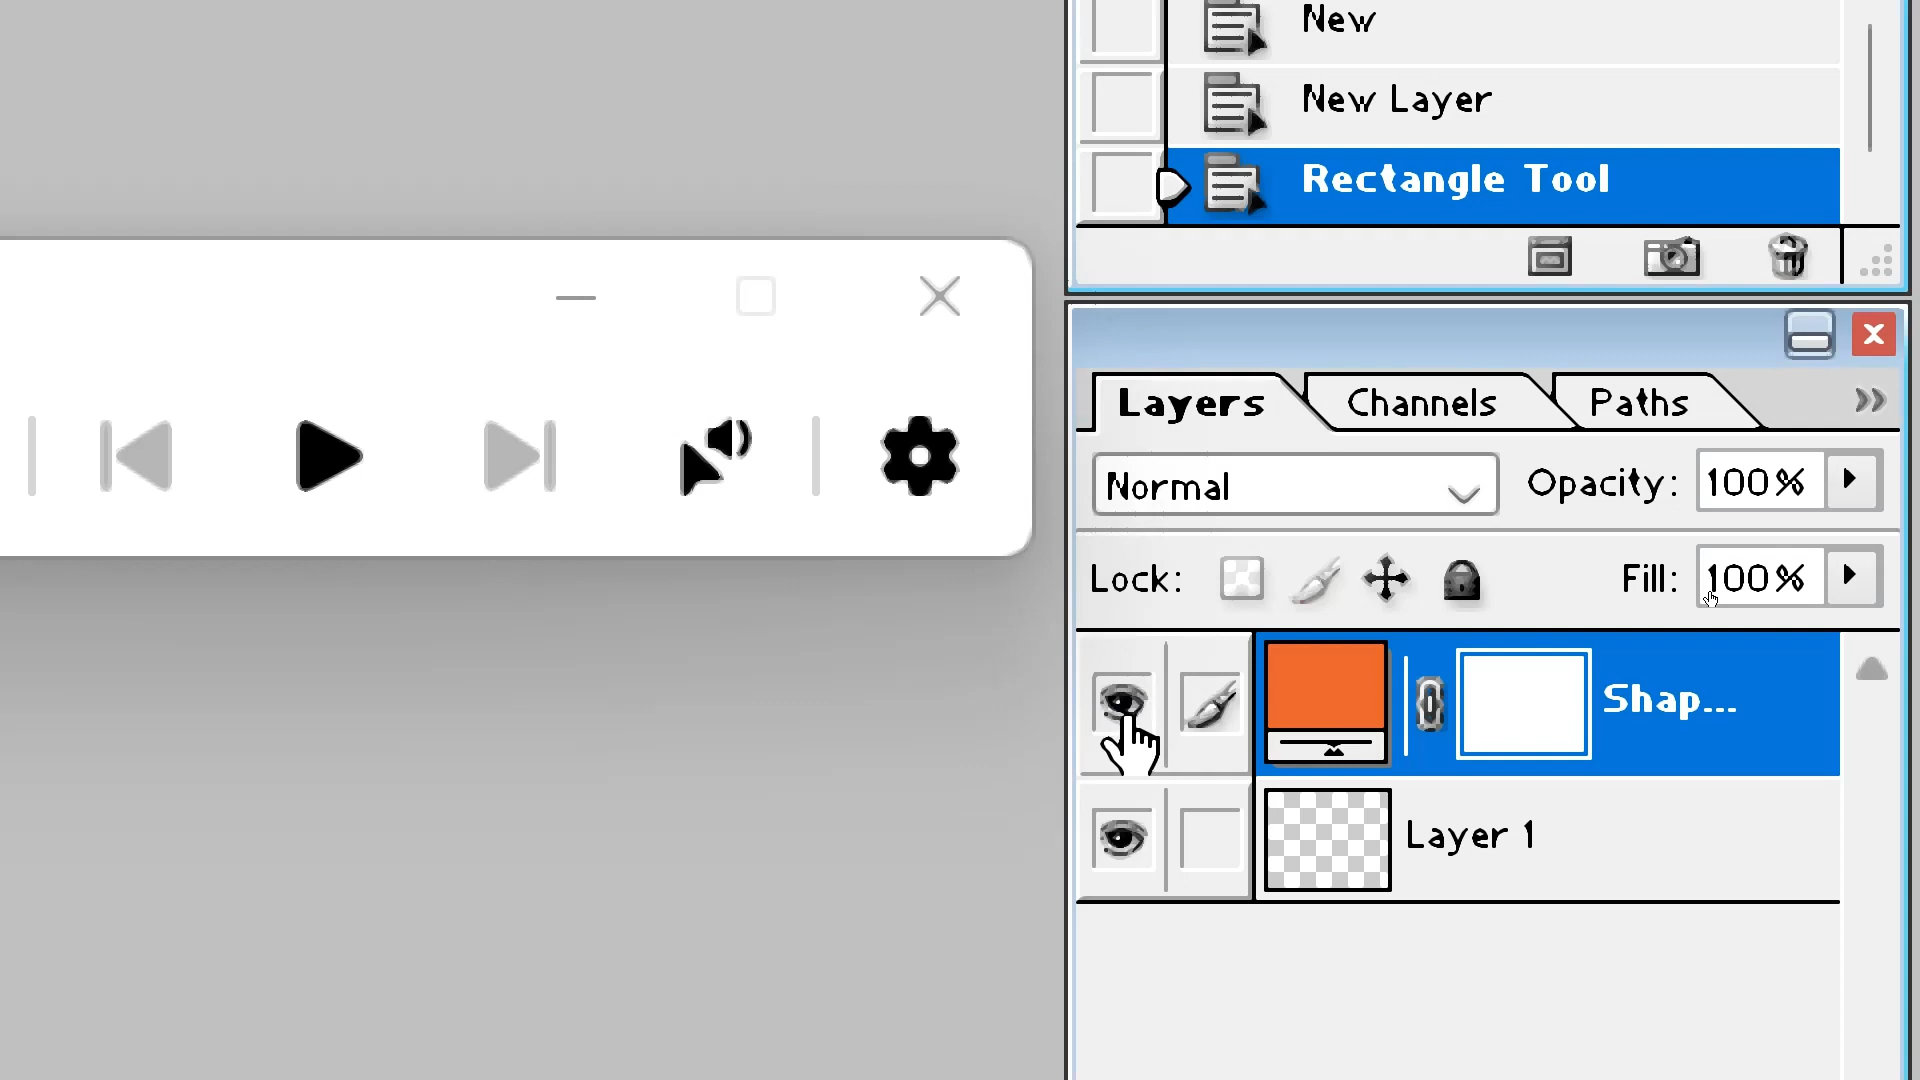 New
New Layer
Rectangle Tool
Layers
Channels
Paths
Normal
Opacity: 100%
Lock:
Fill: 100%
Shap...
Layer 1